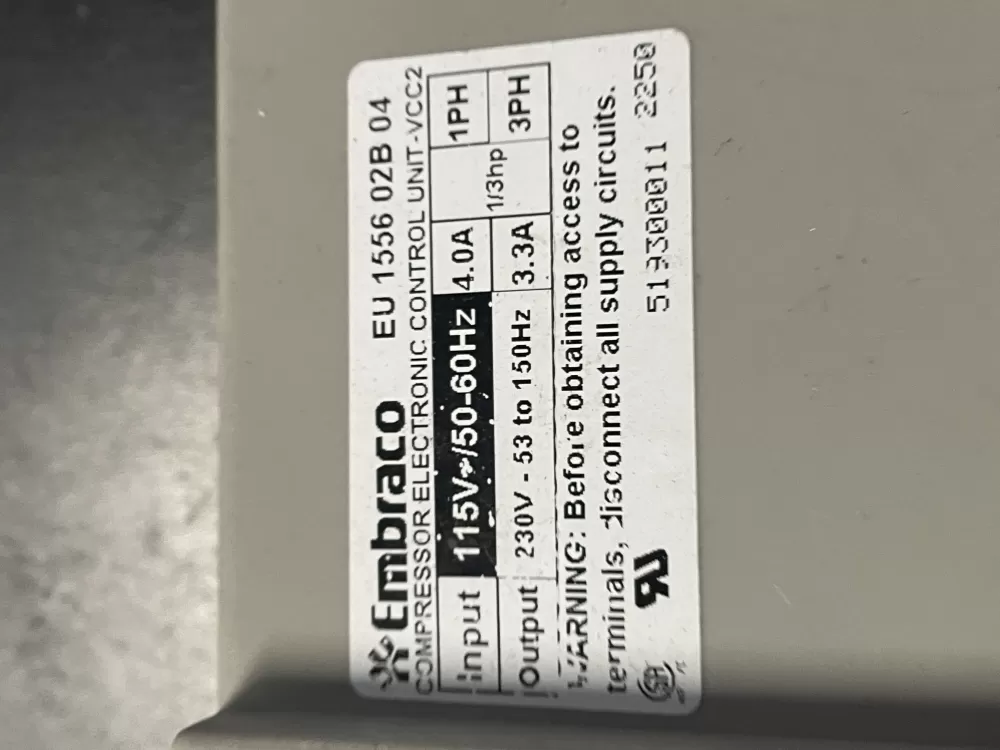 Embraco EU 1556 02B 04
COMPRESSOR ELECTRONIC CONTROL UNIT-VCC2
Input 115V~/50-60Hz 4.0A 1/3hp 1PH
Output 230V - 53 to 150Hz 3.3A 3PH
WARNING: Before obtaining access to
terminals, disconnect all supply circuits.
519300011 2250